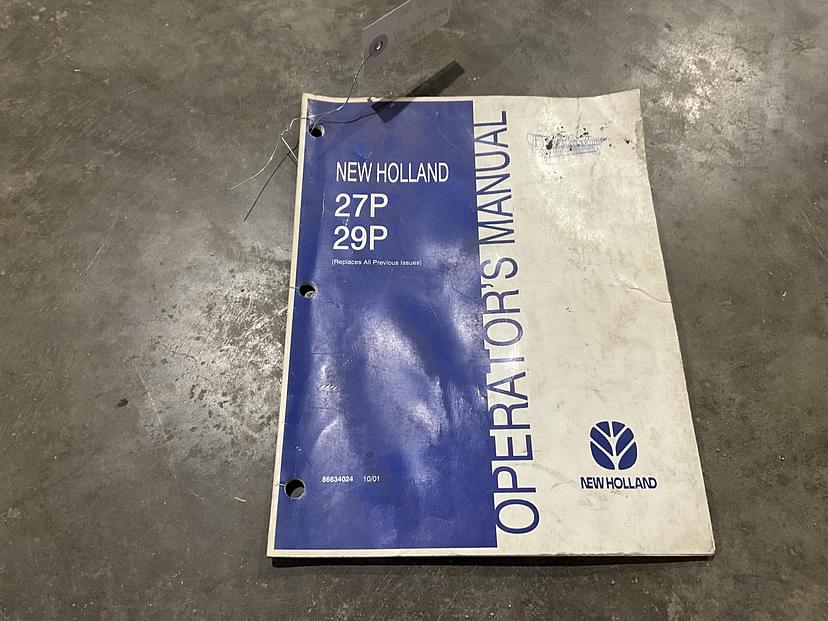 NEW HOLLAND
27P
29P
(Replaces All Previous Issues)
86634024 10/01
OPERATOR'S MANUAL
NEW HOLLAND